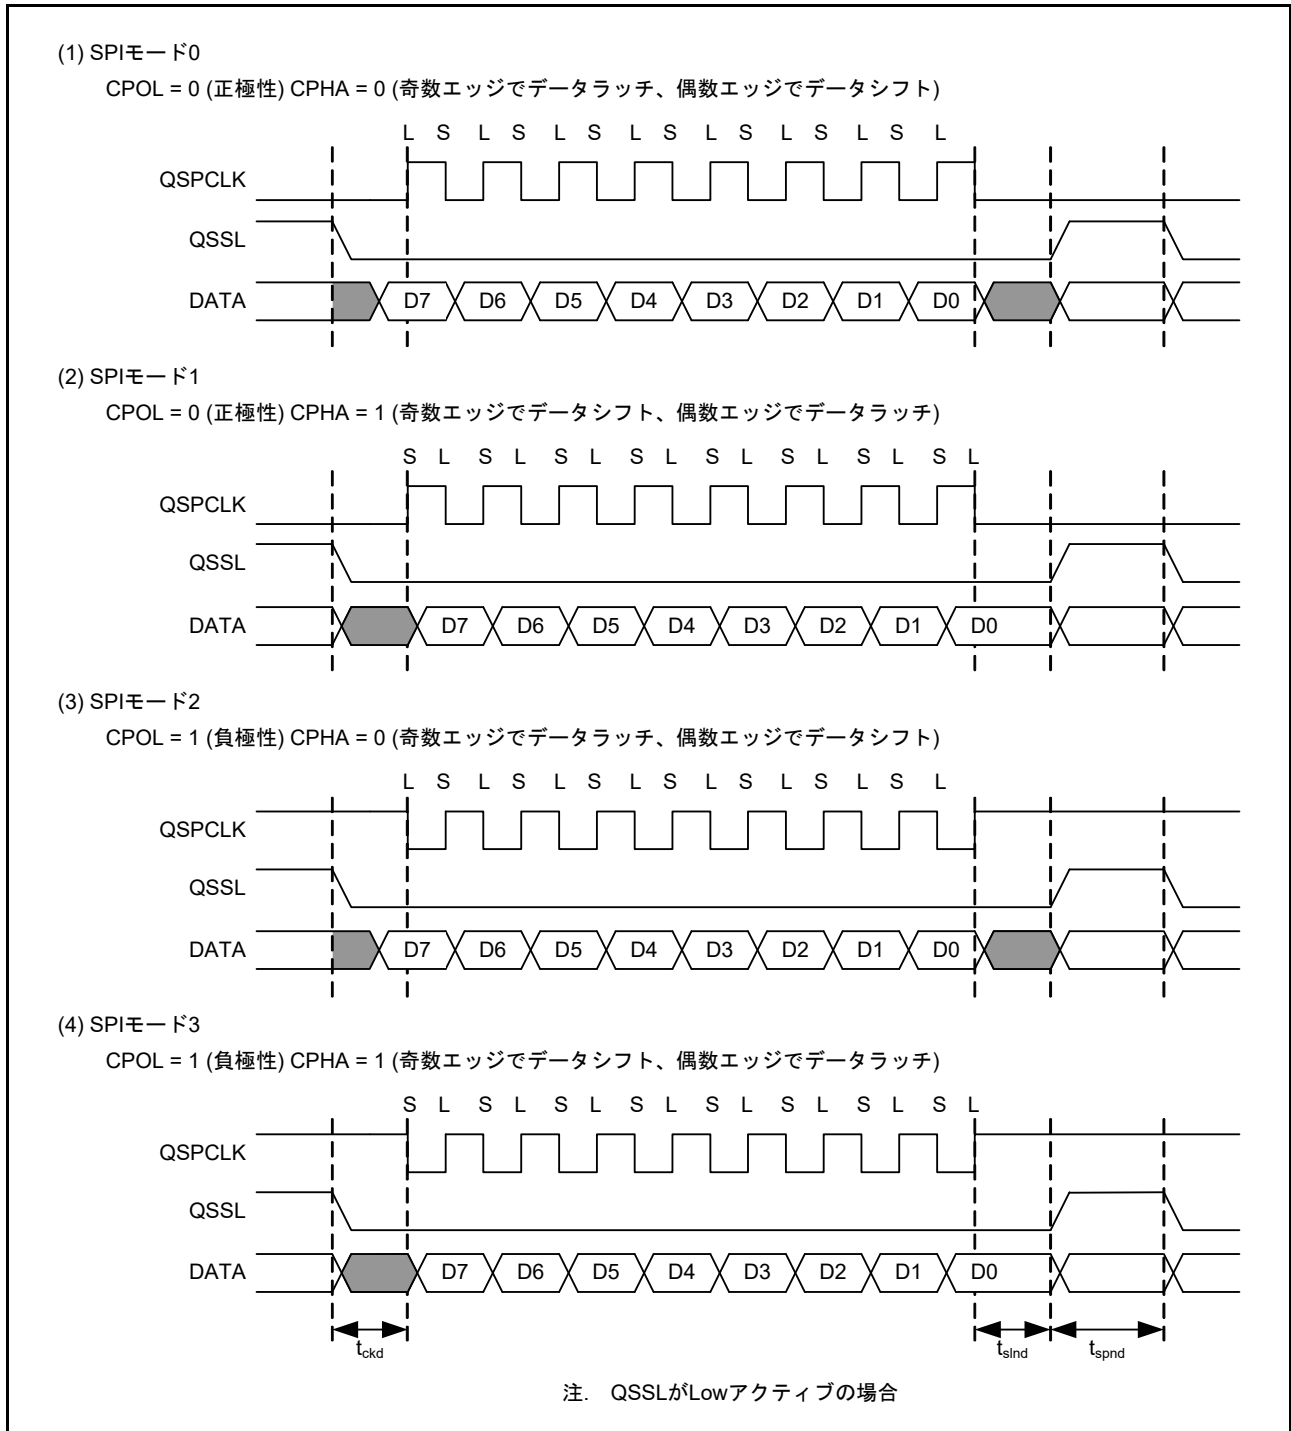 (1) SPIモード0
CPOL = 0 (正極性) CPHA = 0 (奇数エッジでデータラッチ、偶数エッジでデータシフト)
L S L S L S L S L S L S L S L
QSPCLK
QSSL
DATA D7 D6 D5 D4 D3 D2 D1 D0
(2) SPIモード1
CPOL = 0 (正極性) CPHA = 1 (奇数エッジでデータシフト、偶数エッジでデータラッチ)
S L S L S L S L S L S L S L S L
QSPCLK
QSSL
DATA D7 D6 D5 D4 D3 D2 D1 D0
(3) SPIモード2
CPOL = 1 (負極性) CPHA = 0 (奇数エッジでデータラッチ、偶数エッジでデータシフト)
L S L S L S L S L S L S L S L
QSPCLK
QSSL
DATA D7 D6 D5 D4 D3 D2 D1 D0
(4) SPIモード3
CPOL = 1 (負極性) CPHA = 1 (奇数エッジでデータシフト、偶数エッジでデータラッチ)
S L S L S L S L S L S L S L S L
QSPCLK
QSSL
DATA D7 D6 D5 D4 D3 D2 D1 D0
tckd tslnd tspnd
注. QSSLがLowアクティブの場合